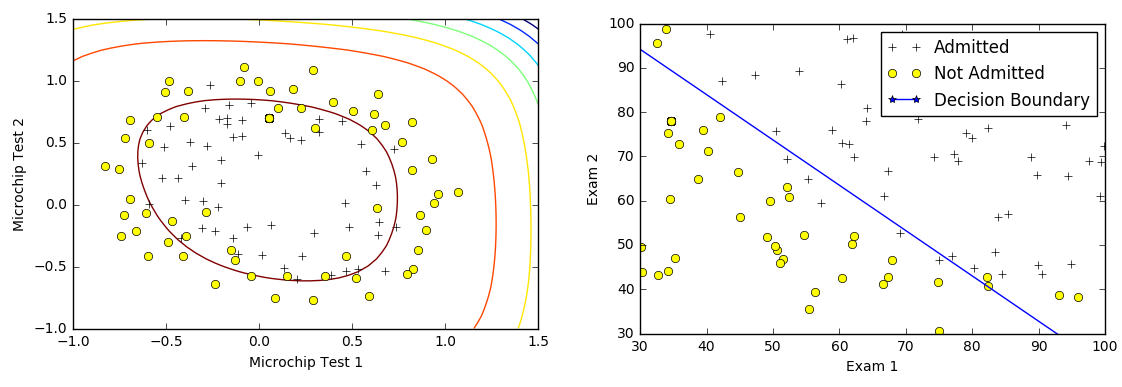 1.5
1.0
0.5
0.0
−0.5
−1.0
Microchip Test 2
−1.0 −0.5 0.0 0.5 1.0 1.5
Microchip Test 1
100
90
80
70
60
50
40
30
Exam 2
Admitted
Not Admitted
Decision Boundary
30 40 50 60 70 80 90 100
Exam 1